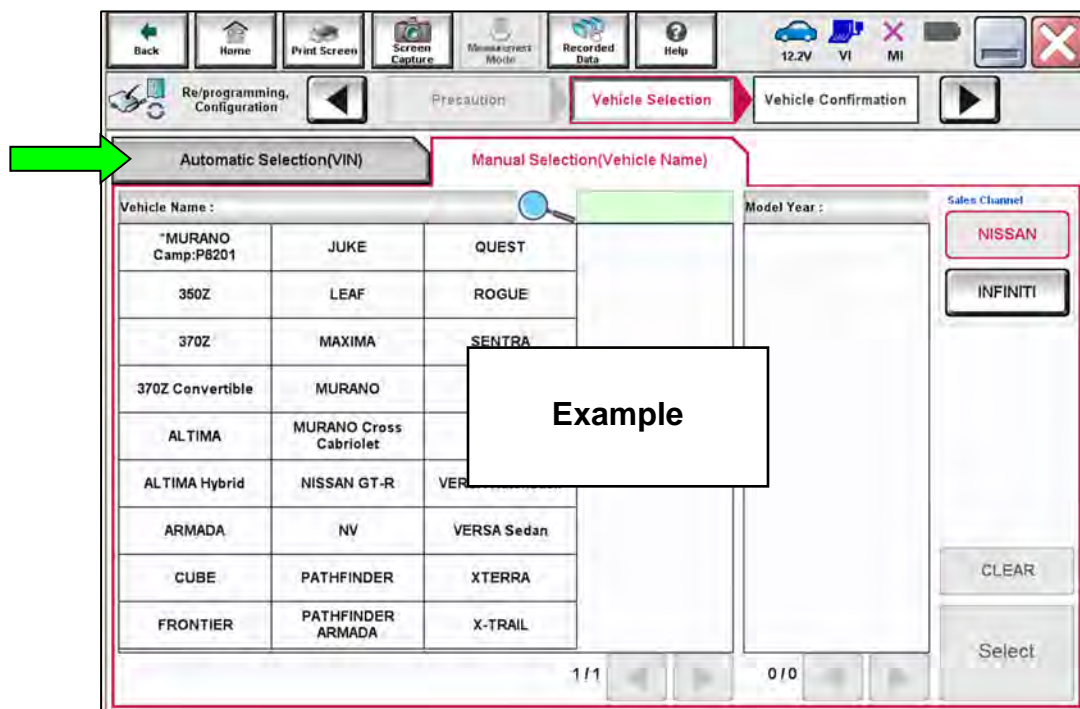 Back Home Print Screen Screen Capture Measurement Mode Recorded Data Help 12.2V VI MI
Re/programming, Configuration Precaution Vehicle Selection Vehicle Confirmation
Automatic Selection(VIN) Manual Selection(Vehicle Name)
Vehicle Name : Model Year : Sales Channel
*MURANO Camp:P8201 JUKE QUEST NISSAN
350Z LEAF ROGUE INFINITI
370Z MAXIMA SENTRA
370Z Convertible MURANO
Example
ALTIMA MURANO Cross Cabriolet
ALTIMA Hybrid NISSAN GT-R
ARMADA NV VERSA Sedan
CUBE PATHFINDER XTERRA CLEAR
FRONTIER PATHFINDER ARMADA X-TRAIL
Select
1/1 0/0